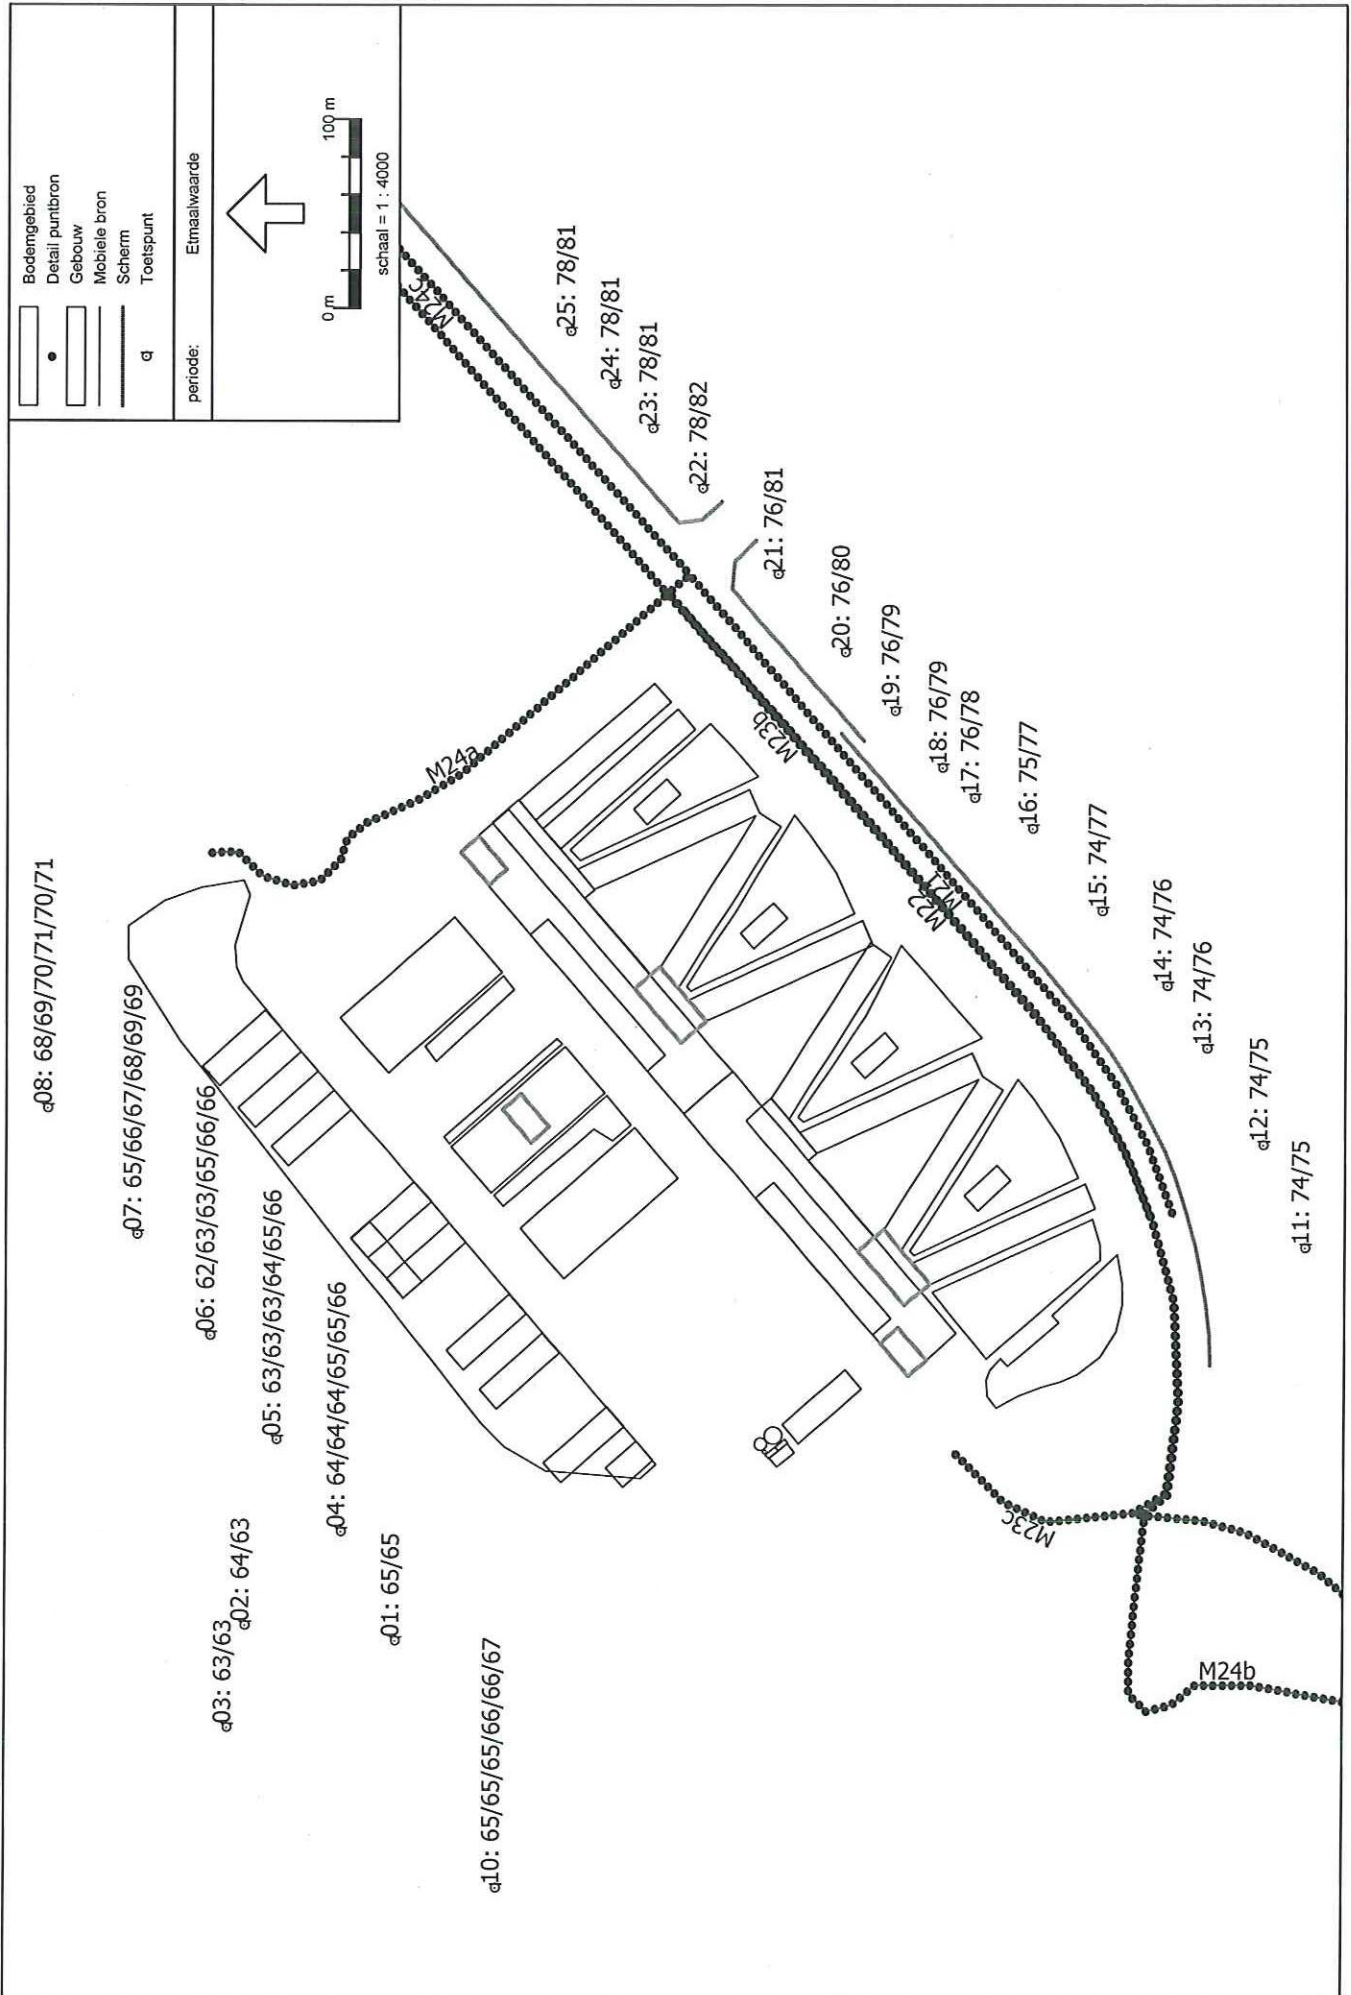 Bodemgebied
Detail puntbron
Gebouw
Mobiele bron
Scherm
Toetspunt
periode: Etmaalwaarde
0 m 100 m
schaal = 1 : 4000
08: 68/69/70/71/70/71
07: 65/66/67/68/69/69
06: 62/63/63/65/66/66
05: 63/63/63/64/65/66
04: 64/64/64/65/65/66
03: 63/63
02: 64/63
01: 65/65
10: 65/65/65/66/66/67
M24a
M24C
M23b
M22
M21
M23C
M24b
25: 78/81
24: 78/81
23: 78/81
22: 78/82
21: 76/81
20: 76/80
19: 76/79
18: 76/79
17: 76/78
16: 75/77
15: 74/77
14: 74/76
13: 74/76
12: 74/75
11: 74/75